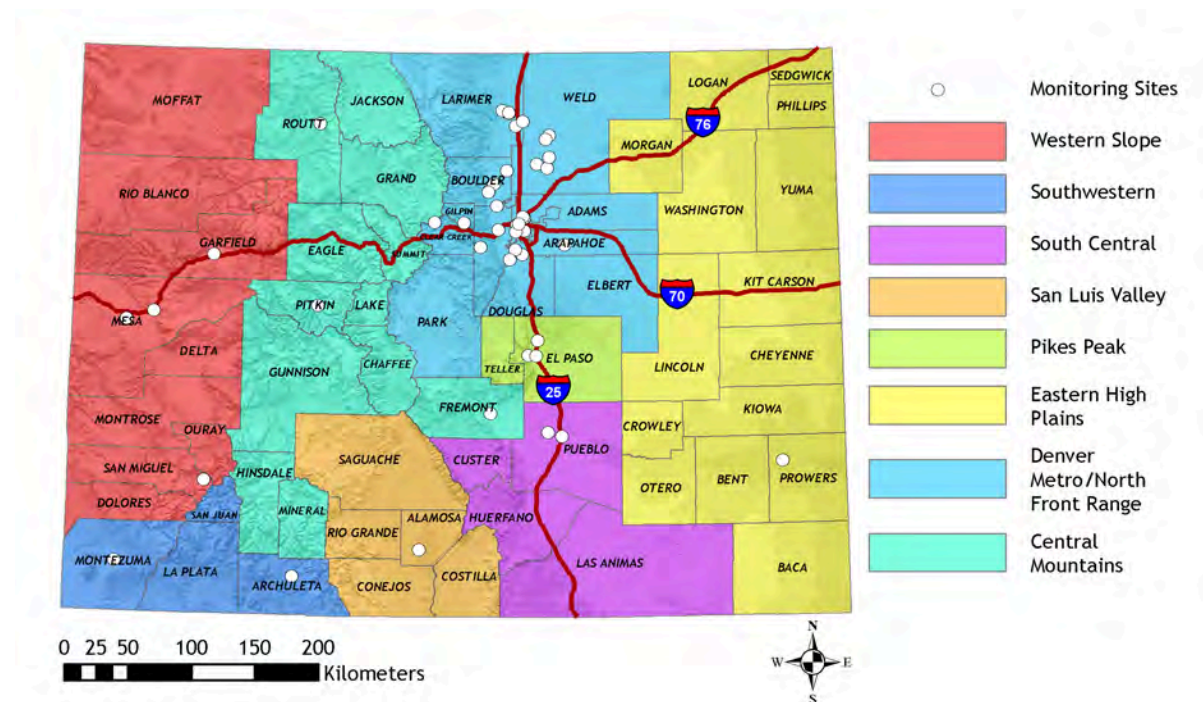 MOFFAT
ROUTT
JACKSON
LARIMER
WELD
LOGAN
SEDGWICK
PHILLIPS
76
MORGAN
RIO BLANCO
GRAND
BOULDER
WASHINGTON
YUMA
GILPIN
ADAMS
GARFIELD
EAGLE
SUMMIT
CLEAR CREEK
ARAPAHOE
ELBERT
70
KIT CARSON
MESA
PITKIN
LAKE
PARK
DOUGLAS
DELTA
GUNNISON
CHAFFEE
TELLER
EL PASO
LINCOLN
CHEYENNE
25
MONTROSE
OURAY
FREMONT
KIOWA
CROWLEY
SAN MIGUEL
HINSDALE
SAGUACHE
CUSTER
PUEBLO
OTERO
BENT
PROWERS
DOLORES
SAN JUAN
MINERAL
RIO GRANDE
ALAMOSA
HUERFANO
MONTEZUMA
LA PLATA
ARCHULETA
CONEJOS
COSTILLA
LAS ANIMAS
BACA
Monitoring Sites
Western Slope
Southwestern
South Central
San Luis Valley
Pikes Peak
Eastern High
Plains
Denver
Metro/North
Front Range
Central
Mountains
0 25 50 100 150 200
Kilometers
N
W E
S